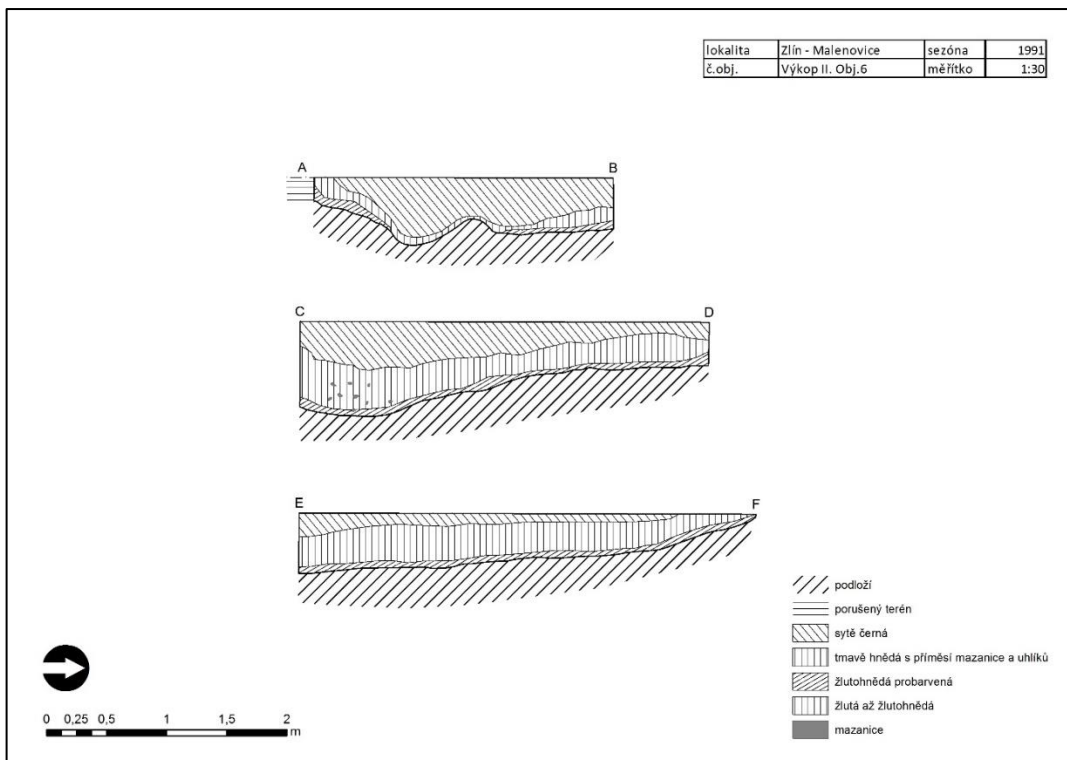 lokalita Zlín - Malenovice sezóna 1991
č.obj. Výkop II. Obj.6 měřítko 1:30
A B
C D
E F
podloží
porušený terén
sytě černá
tmavě hnědá s příměsí mazanice a uhlíků
žlutohnědá probarvená
žlutá až žlutohnědá
mazanice
0 0,25 0,5 1 1,5 2
m